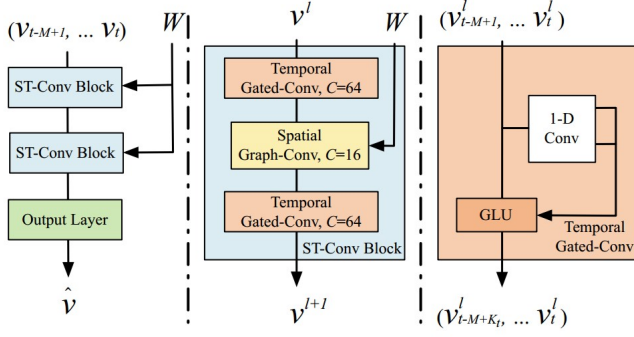 (v_{t-M+1}, ... v_t)
W
ST-Conv Block
ST-Conv Block
Output Layer
v̂
v^l
W
Temporal
Gated-Conv, C=64
Spatial
Graph-Conv, C=16
Temporal
Gated-Conv, C=64
ST-Conv Block
v^{l+1}
(v^l_{t-M+1}, ... v^l_t)
1-D
Conv
GLU
Temporal
Gated-Conv
(v^l_{t-M+K_t}, ... v^l_t)